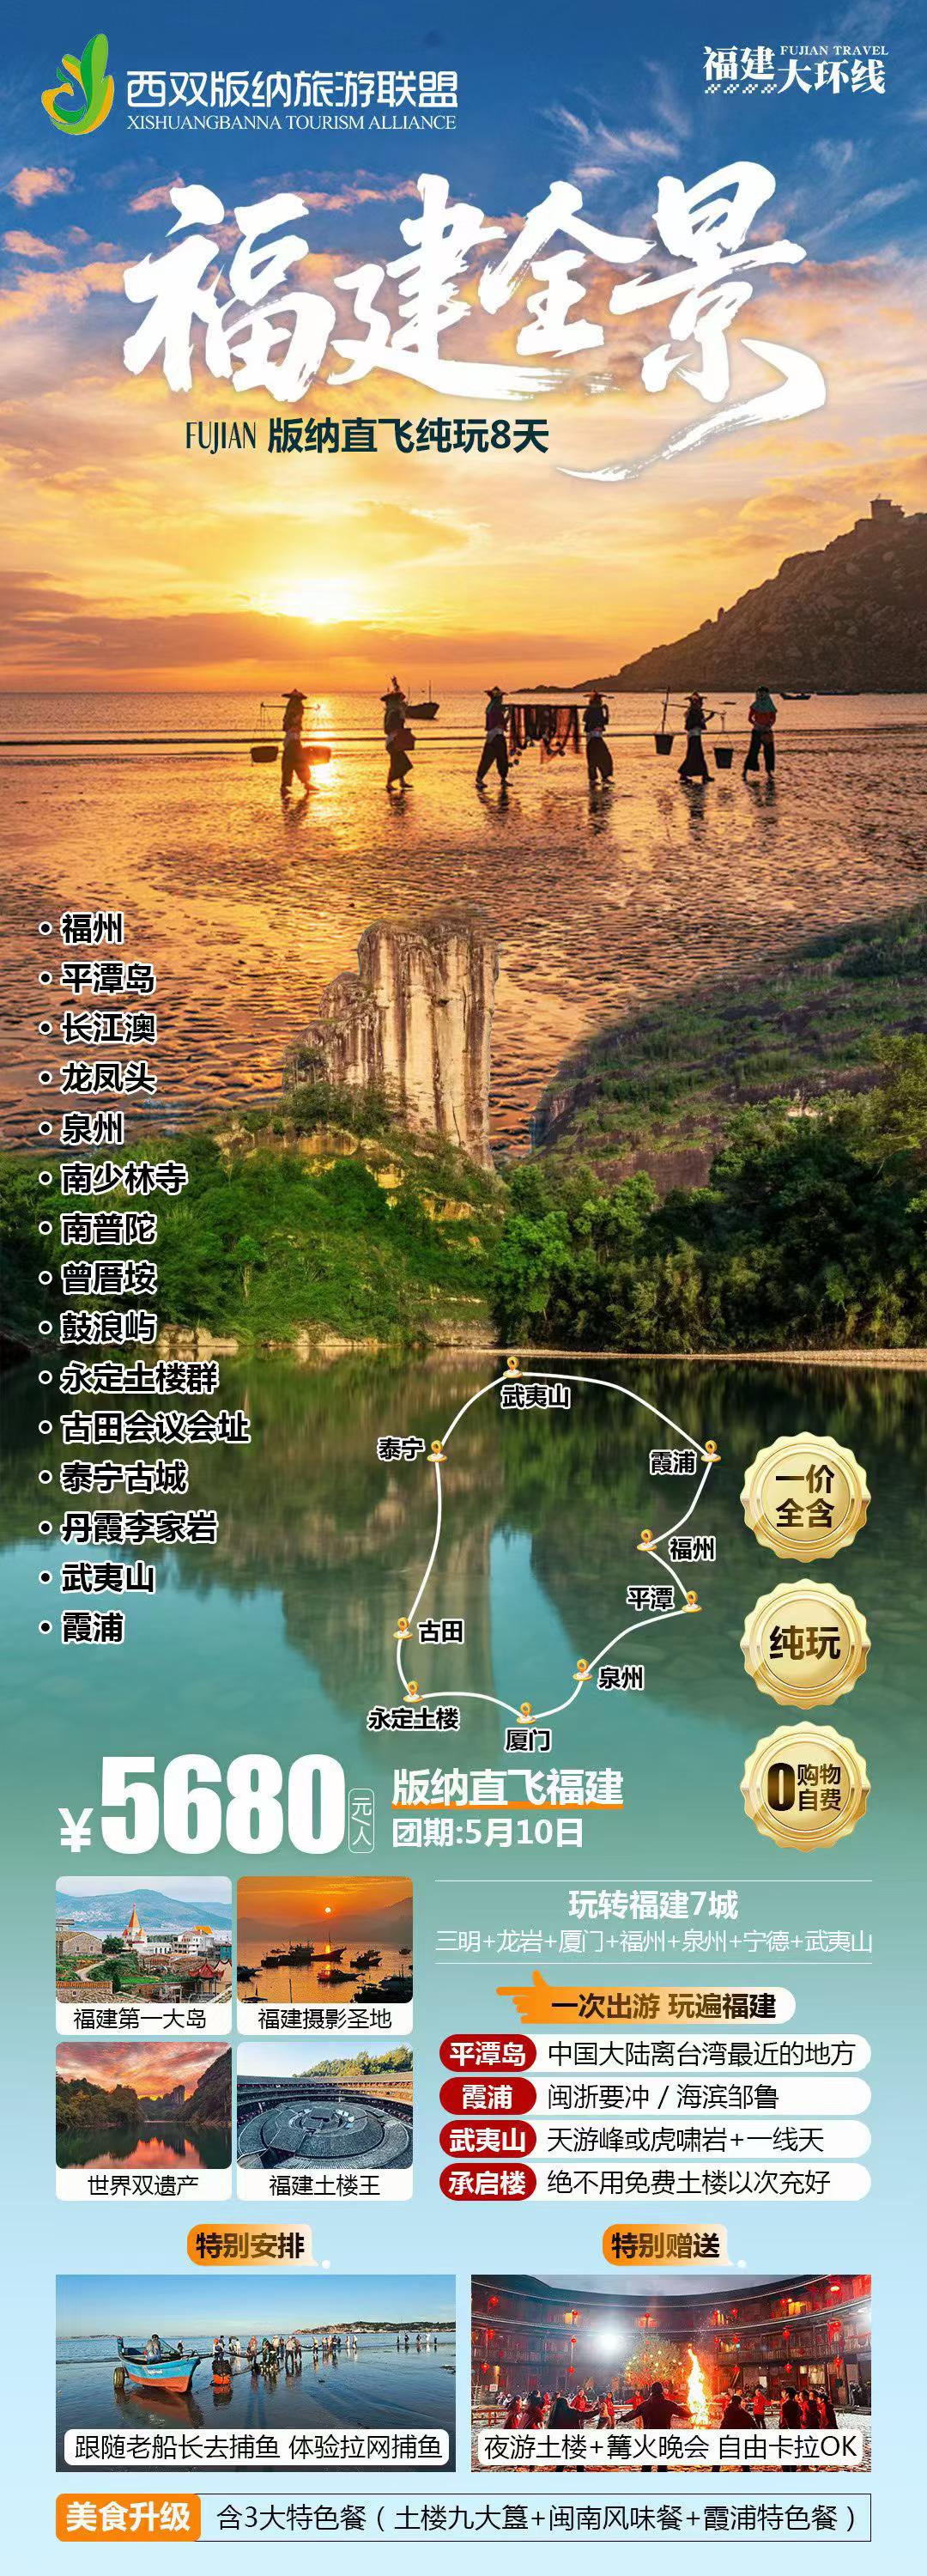 西双版纳旅游联盟
XISHUANGBANNA TOURISM ALLIANCE
福建 FUJIAN TRAVEL
大环线
福建全景
FUJIAN 版纳直飞纯玩8天
• 福州
• 平潭岛
• 长江澳
• 龙凤头
• 泉州
• 南少林寺
• 南普陀
• 曾厝垵
• 鼓浪屿
• 永定土楼群
• 古田会议会址
• 泰宁古城
• 丹霞李家岩
• 武夷山
• 霞浦
武夷山
泰宁
霞浦
福州
平潭
古田
泉州
永定土楼
厦门
一价
全含
纯玩
0购物
自费
¥5680元/人
版纳直飞福建
团期:5月10日
福建第一大岛
福建摄影圣地
世界双遗产
福建土楼王
玩转福建7城
三明+龙岩+厦门+福州+泉州+宁德+武夷山
一次出游 玩遍福建
平潭岛 中国大陆离台湾最近的地方
霞浦 闽浙要冲 / 海滨邹鲁
武夷山 天游峰或虎啸岩+一线天
承启楼 绝不用免费土楼以次充好
特别安排
跟随老船长去捕鱼 体验拉网捕鱼
特别赠送
夜游土楼+篝火晚会 自由卡拉OK
美食升级 含3大特色餐（土楼九大簋+闽南风味餐+霞浦特色餐）